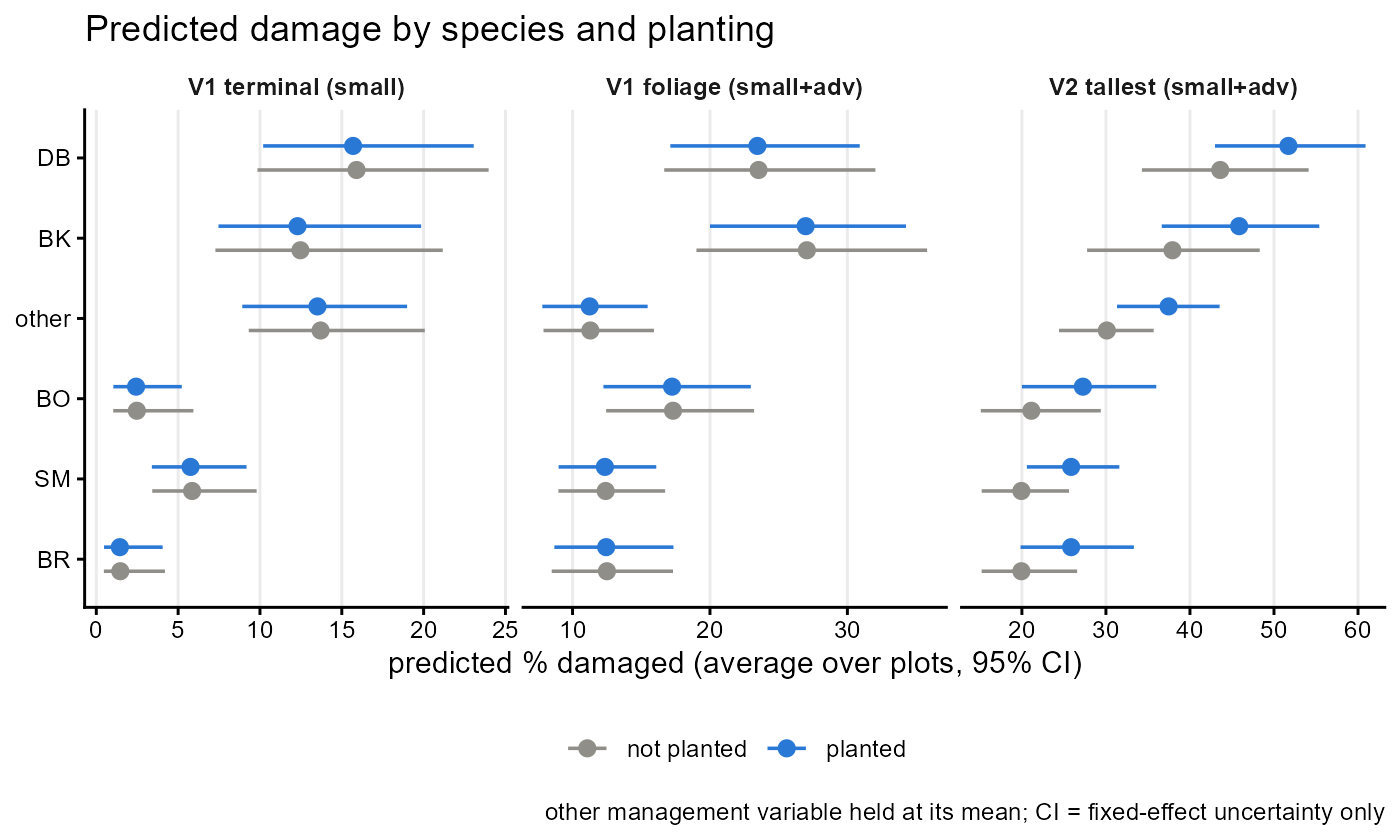 Predicted damage by species and planting
V1 terminal (small)
V1 foliage (small+adv)
V2 tallest (small+adv)
DB
BK
other
BO
SM
BR
0 5 10 15 20 25
10 20 30
20 30 40 50 60
predicted % damaged (average over plots, 95% CI)
not planted planted
other management variable held at its mean; CI = fixed-effect uncertainty only